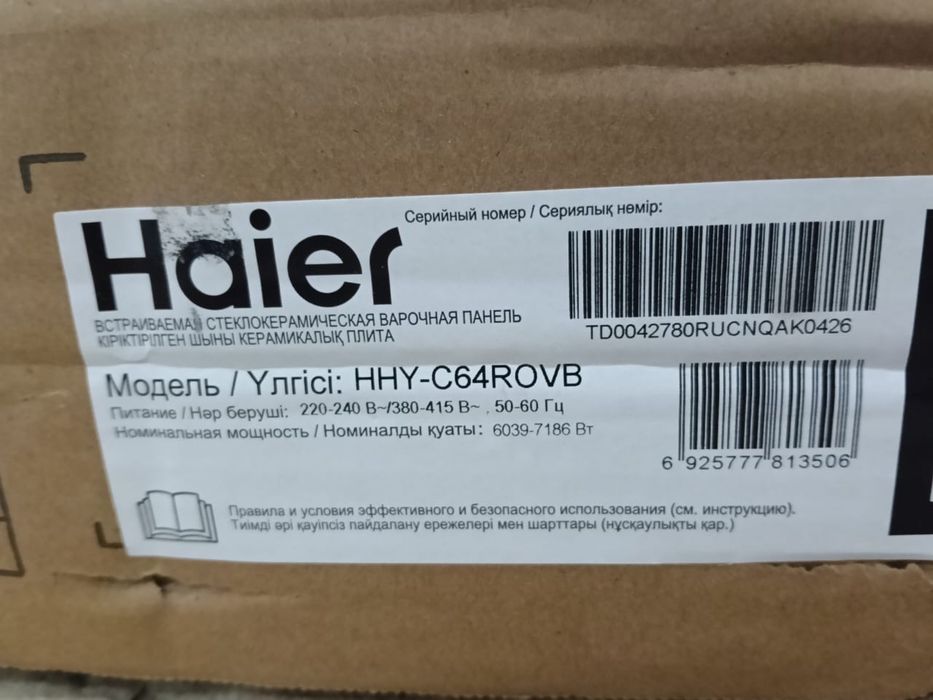 Haier
Серийный номер / Сериялық нөмір:
TD0042780RUCNQAK0426
ВСТРАИВАЕМАЯ СТЕКЛОКЕРАМИЧЕСКАЯ ВАРОЧНАЯ ПАНЕЛЬ
КІРІКТІРІЛГЕН ШЫНЫ КЕРАМИКАЛЫҚ ПЛИТА
Модель / Үлгісі: HHY-C64ROVB
Питание / Нәр беруші: 220-240 В~/380-415 В~ , 50-60 Гц
Номинальная мощность / Номиналды қуаты: 6039-7186 Вт
6 925777 813506
Правила и условия эффективного и безопасного использования (см. инструкцию).
Тиімді әрі қауіпсіз пайдалану ережелері мен шарттары (нұсқаулықты қар.)